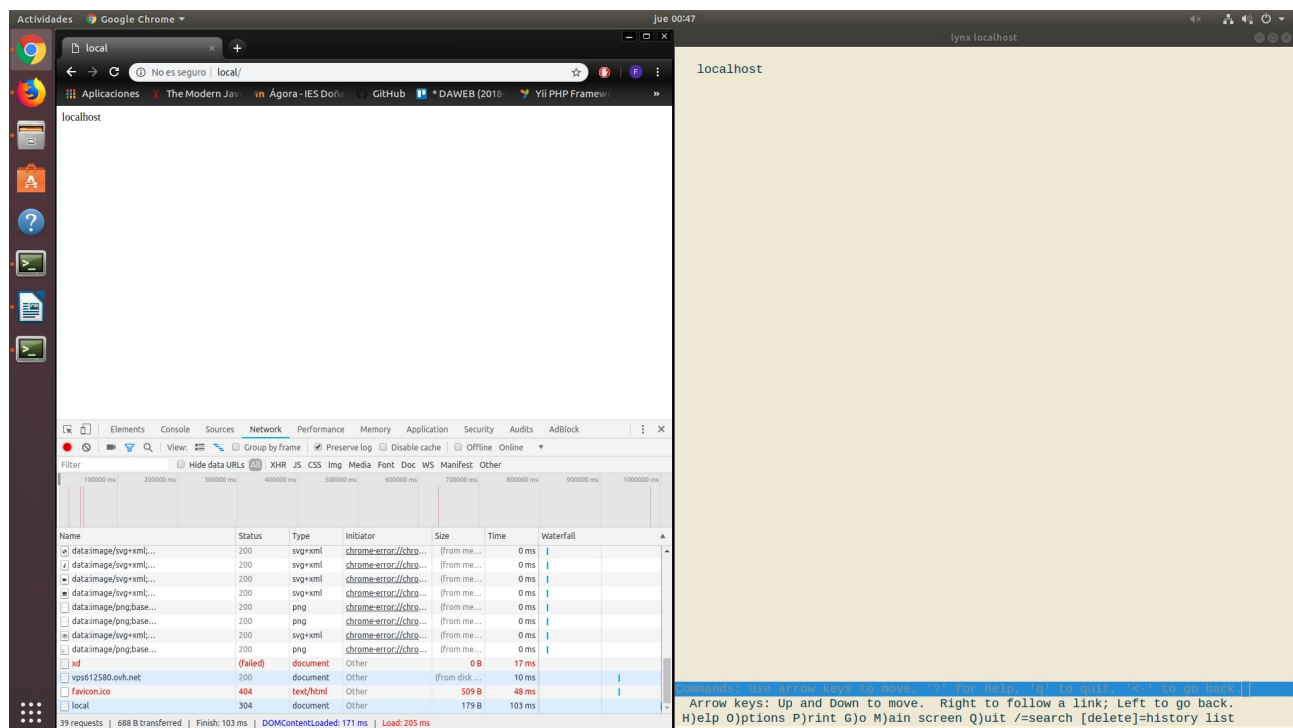 Actividades Google Chrome jue 00:47
local
No es seguro local/
Aplicaciones The Modern Jav Ágora - IES Doña GitHub * DAWEB (2018- Yii PHP Framewo »
localhost
Elements Console Sources Network Performance Memory Application Security Audits AdBlock
View: Group by frame Preserve log Disable cache Offline Online
Filter Hide data URLs All XHR JS CSS Img Media Font Doc WS Manifest Other
100000 ms 200000 ms 300000 ms 400000 ms 500000 ms 600000 ms 700000 ms 800000 ms 900000 ms 1000000 ms
Name Status Type Initiator Size Time Waterfall
data:image/svg+xml;... 200 svg+xml chrome-error://chro... (from me... 0 ms
data:image/svg+xml;... 200 svg+xml chrome-error://chro... (from me... 0 ms
data:image/svg+xml;... 200 svg+xml chrome-error://chro... (from me... 0 ms
data:image/svg+xml;... 200 svg+xml chrome-error://chro... (from me... 0 ms
data:image/png;base... 200 png chrome-error://chro... (from me... 0 ms
data:image/png;base... 200 png chrome-error://chro... (from me... 0 ms
data:image/svg+xml;... 200 svg+xml chrome-error://chro... (from me... 0 ms
data:image/png;base... 200 png chrome-error://chro... (from me... 0 ms
xd (failed) document Other 0 B 17 ms
vps612580.ovh.net 200 document Other (from disk ... 10 ms
favicon.ico 404 text/html Other 509 B 48 ms
local 304 document Other 179 B 103 ms
39 requests | 688 B transferred | Finish: 103 ms | DOMContentLoaded: 171 ms | Load: 205 ms
lynx localhost
localhost
Commands: Use arrow keys to move, '?' for help, 'q' to quit, '<-' to go back.
Arrow keys: Up and Down to move. Right to follow a link; Left to go back.
H)elp O)ptions P)rint G)o M)ain screen Q)uit /=search [delete]=history list